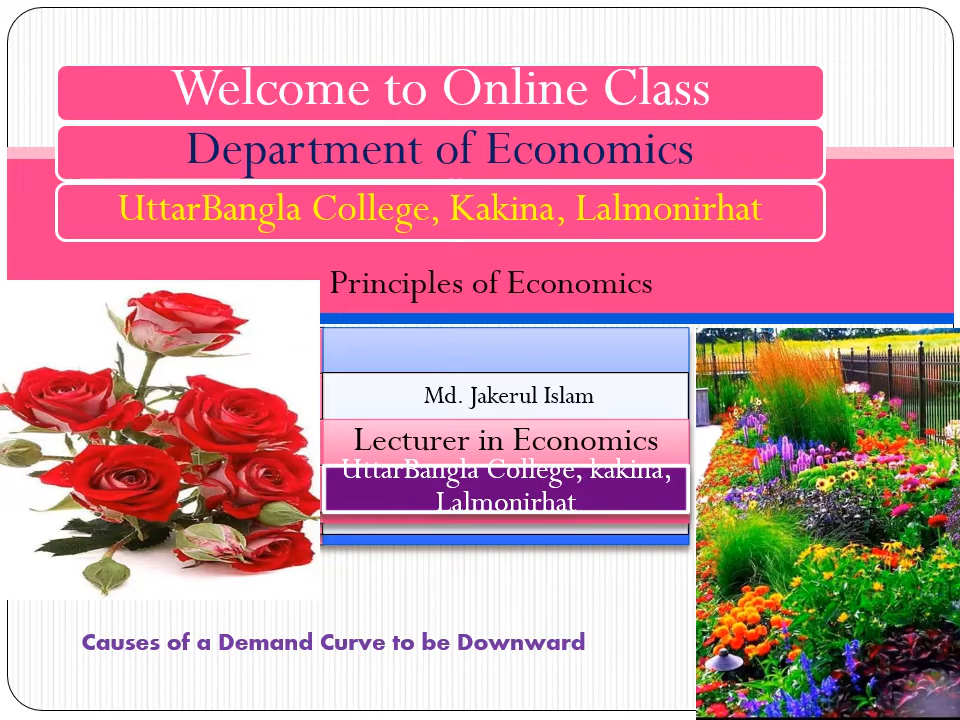 Welcome to Online Class
Department of Economics
UttarBangla College, Kakina, Lalmonirhat
Principles of Economics
Md. Jakerul Islam
Lecturer in Economics
UttarBangla College, kakina,
Lalmonirhat
Causes of a Demand Curve to be Downward